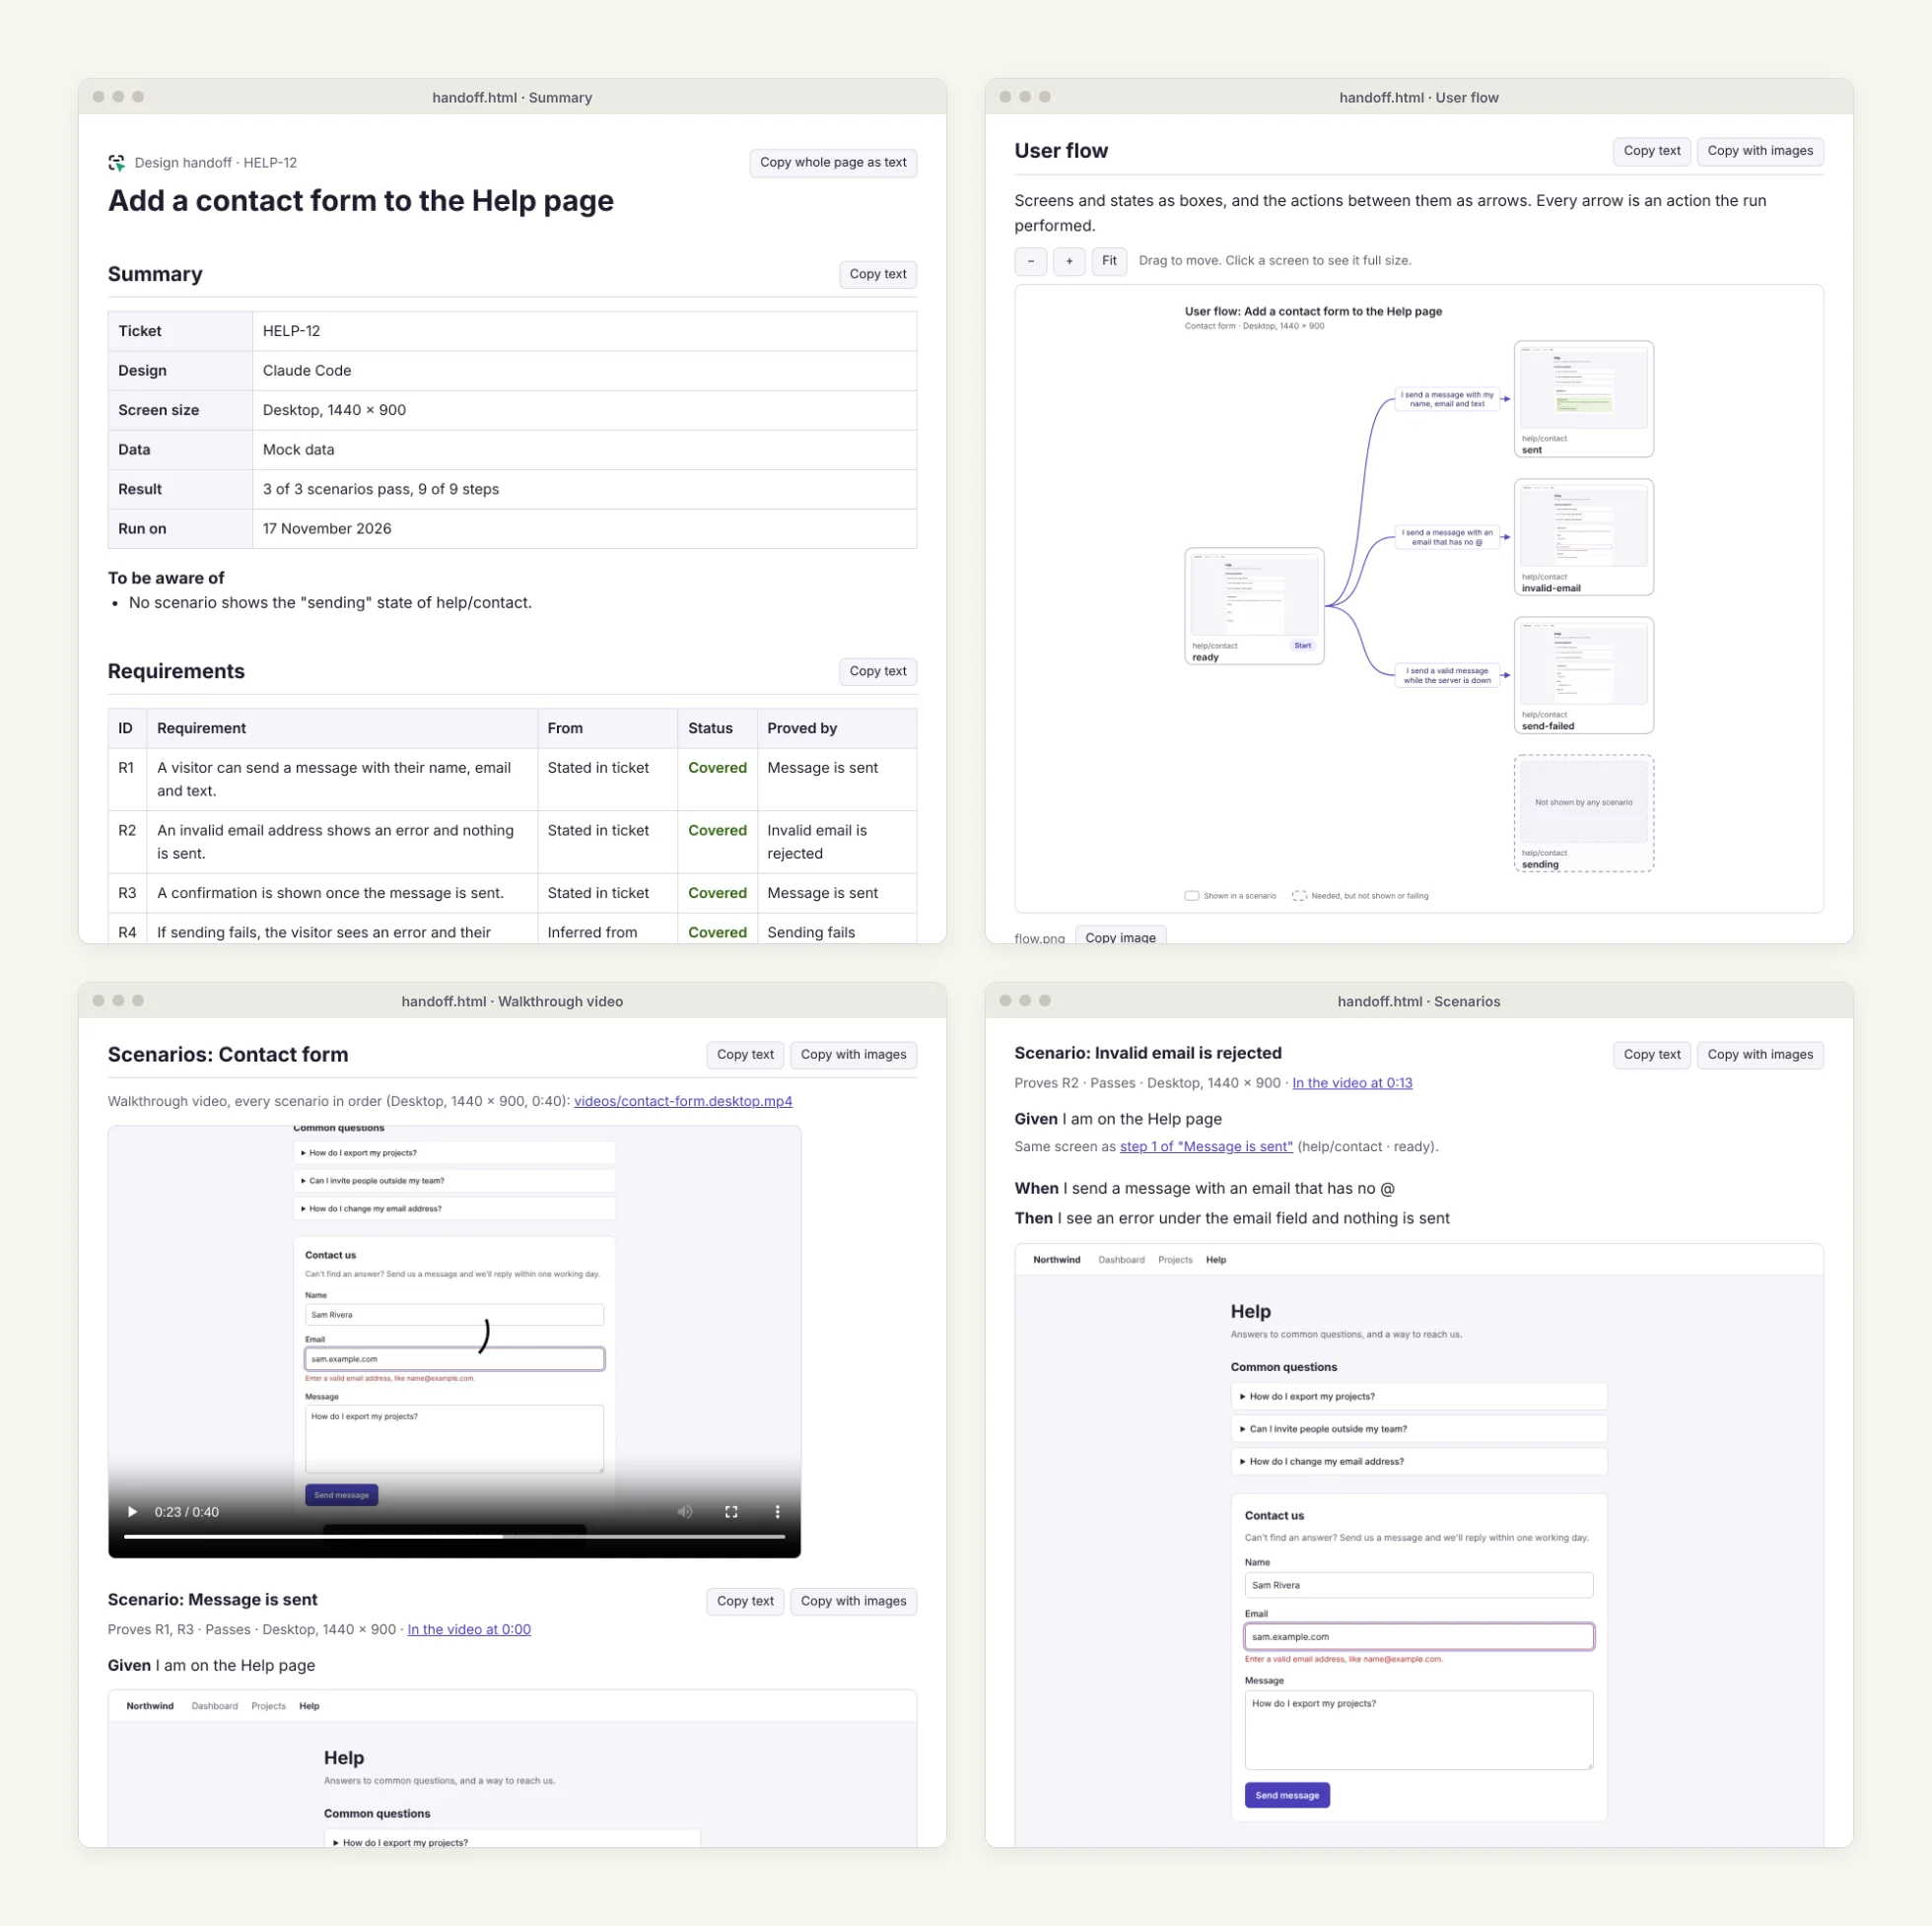 handoff.html · Summary
Design handoff · HELP-12
Copy whole page as text
Add a contact form to the Help page
Summary
Copy text
Ticket HELP-12
Design Claude Code
Screen size Desktop, 1440 × 900
Data Mock data
Result 3 of 3 scenarios pass, 9 of 9 steps
Run on 17 November 2026
To be aware of
• No scenario shows the "sending" state of help/contact.
Requirements
Copy text
ID Requirement From Status Proved by
R1 A visitor can send a message with their name, email Stated in ticket Covered Message is sent
and text.
R2 An invalid email address shows an error and nothing Stated in ticket Covered Invalid email is
is sent. rejected
R3 A confirmation is shown once the message is sent. Stated in ticket Covered Message is sent
R4 If sending fails, the visitor sees an error and their Inferred from Covered Sending fails
handoff.html · User flow
User flow
Copy text Copy with images
Screens and states as boxes, and the actions between them as arrows. Every arrow is an action the run
performed.
− + Fit Drag to move. Click a screen to see it full size.
User flow: Add a contact form to the Help page
Contact form · Desktop, 1440 × 900
I send a message with my
name, email and text
help/contact
sent
I send a message with an
email that has no @
help/contact
invalid-email
help/contact
Start
ready
I send a valid message
while the server is down
help/contact
send-failed
Not shown by any scenario
help/contact
sending
Shown in a scenario Needed, but not shown or failing
flow.png Copy image
handoff.html · Walkthrough video
Scenarios: Contact form
Copy text Copy with images
Walkthrough video, every scenario in order (Desktop, 1440 × 900, 0:40): videos/contact-form.desktop.mp4
Common questions
How do I export my projects?
Can I invite people outside my team?
How do I change my email address?
Contact us
Can't find an answer? Send us a message and we'll reply within one working day.
Name
Sam Rivera
Email
sam.example.com
Enter a valid email address, like name@example.com.
Message
How do I export my projects?
Send message
0:23 / 0:40
Scenario: Message is sent
Copy text Copy with images
Proves R1, R3 · Passes · Desktop, 1440 × 900 · In the video at 0:00
Given I am on the Help page
Northwind Dashboard Projects Help
Help
Answers to common questions, and a way to reach us.
Common questions
How do I export my projects?
handoff.html · Scenarios
Scenario: Invalid email is rejected
Copy text Copy with images
Proves R2 · Passes · Desktop, 1440 × 900 · In the video at 0:13
Given I am on the Help page
Same screen as step 1 of "Message is sent" (help/contact · ready).
When I send a message with an email that has no @
Then I see an error under the email field and nothing is sent
Northwind Dashboard Projects Help
Help
Answers to common questions, and a way to reach us.
Common questions
How do I export my projects?
Can I invite people outside my team?
How do I change my email address?
Contact us
Can't find an answer? Send us a message and we'll reply within one working day.
Name
Sam Rivera
Email
sam.example.com
Enter a valid email address, like name@example.com.
Message
How do I export my projects?
Send message